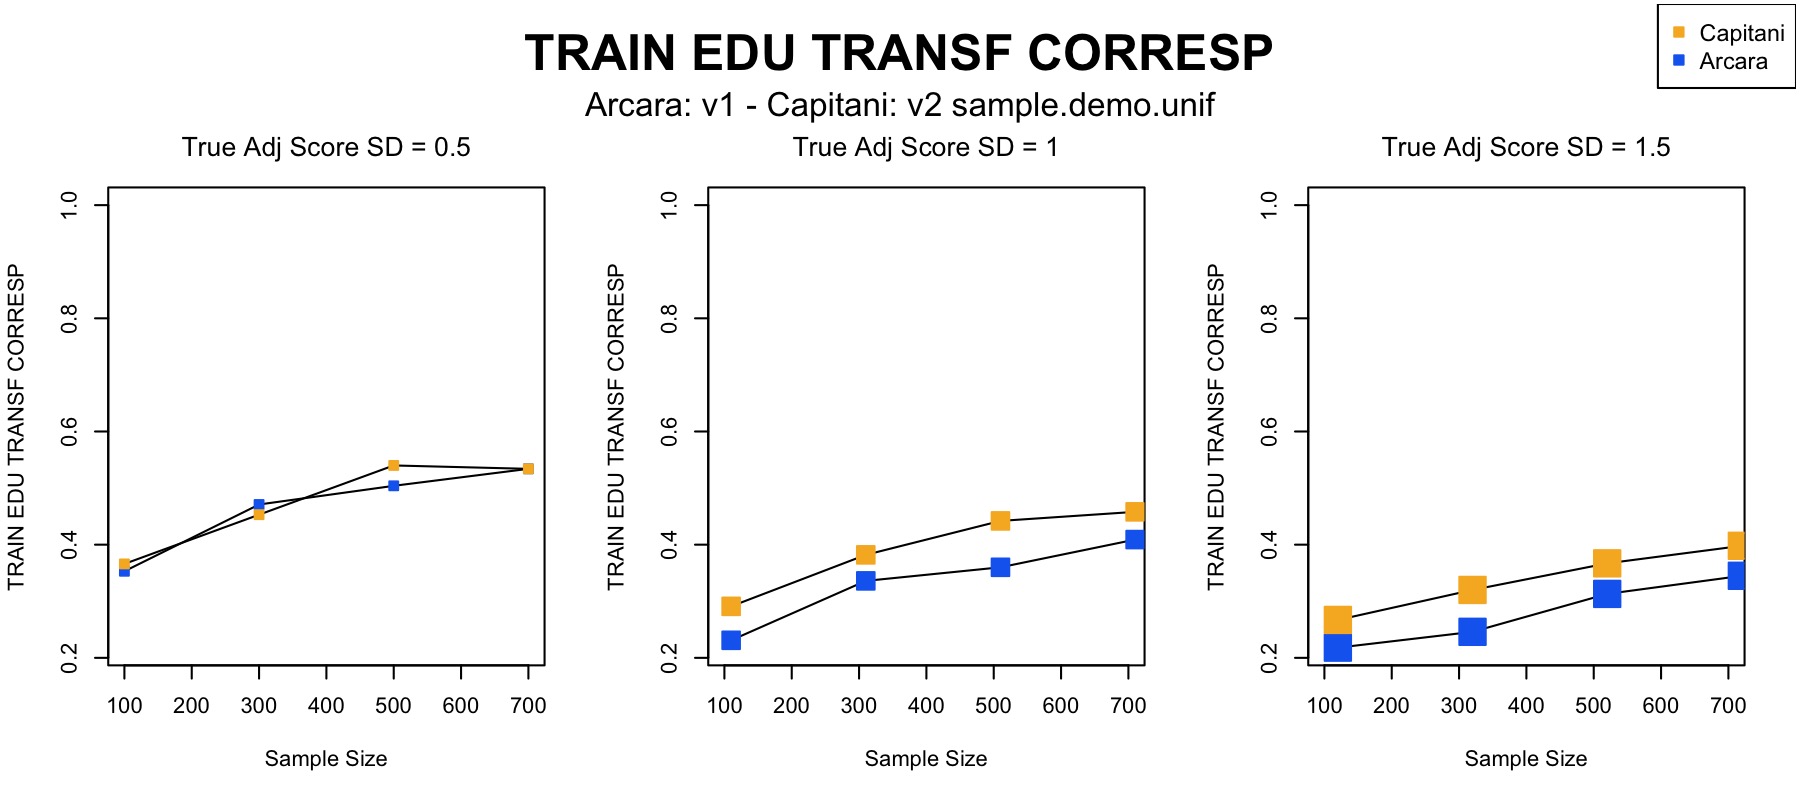 TRAIN EDU TRANSF CORRESP
Arcara: v1 - Capitani: v2 sample.demo.unif
Capitani
Arcara
True Adj Score SD = 0.5
TRAIN EDU TRANSF CORRESP
1.0
0.8
0.6
0.4
0.2
100 200 300 400 500 600 700
Sample Size
True Adj Score SD = 1
TRAIN EDU TRANSF CORRESP
1.0
0.8
0.6
0.4
0.2
100 200 300 400 500 600 700
Sample Size
True Adj Score SD = 1.5
TRAIN EDU TRANSF CORRESP
1.0
0.8
0.6
0.4
0.2
100 200 300 400 500 600 700
Sample Size